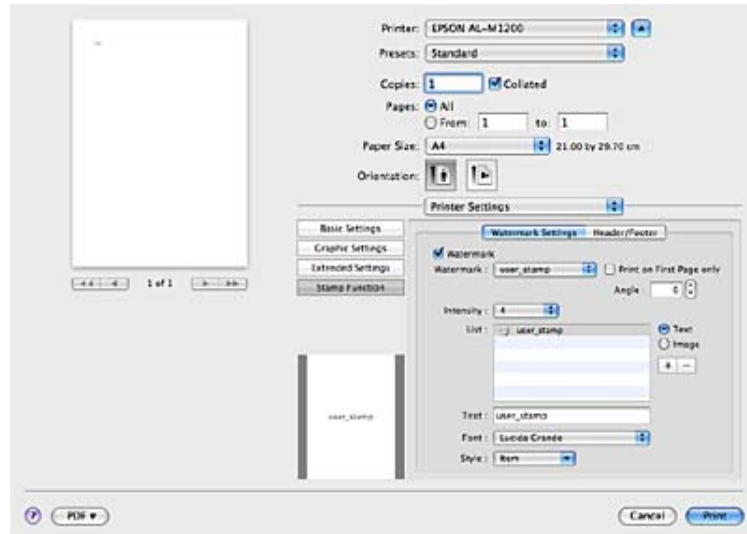 Printer: EPSON AL-M1200
Presets: Standard
Copies: 1 Collated
Pages: All
From: 1 to: 1
Paper Size: A4 21.00 by 29.70 cm
Orientation:
Printer Settings
Basic Settings
Graphic Settings
Extended Settings
Stamp Function
1 of 1
Watermark Settings Header/Footer
Watermark
Watermark : user_stamp Print on First Page only
Angle 0
Intensity : 4
List : user_stamp Text
Image
+ -
user_stamp
Text : user_stamp
Font : Lucida Grande
Style : Item
? PDF ▾ Cancel Print